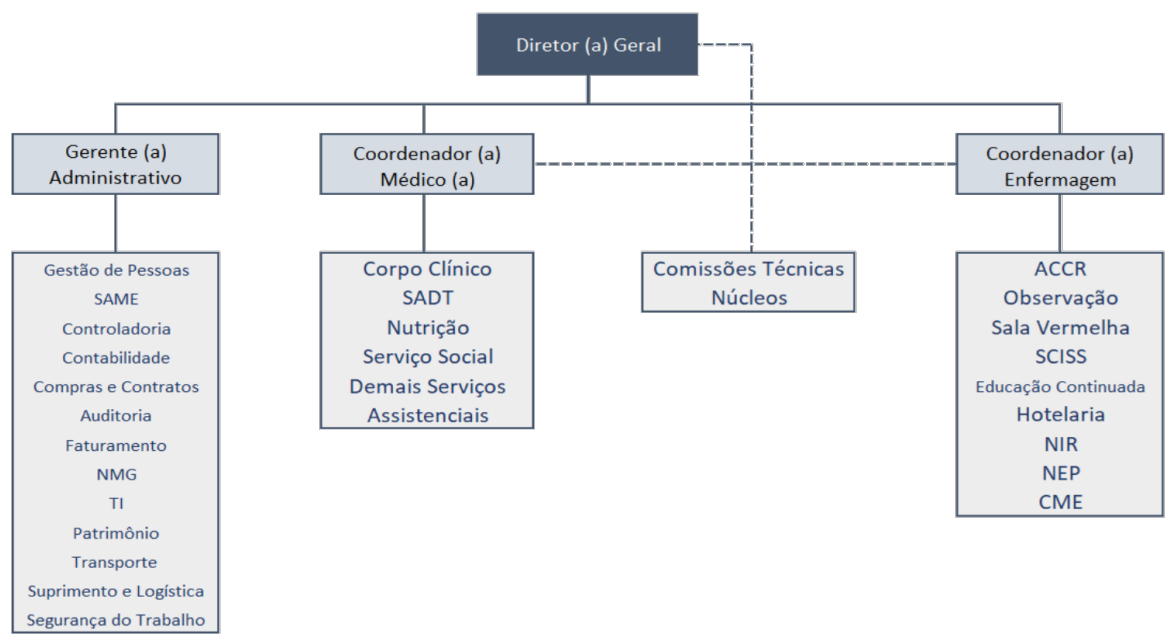 Diretor (a) Geral
Gerente (a)
Administrativo
Coordenador (a)
Médico (a)
Coordenador (a)
Enfermagem
Gestão de Pessoas
SAME
Controladoria
Contabilidade
Compras e Contratos
Auditoria
Faturamento
NMG
TI
Patrimônio
Transporte
Suprimento e Logística
Segurança do Trabalho
Corpo Clínico
SADT
Nutrição
Serviço Social
Demais Serviços
Assistenciais
Comissões Técnicas
Núcleos
ACCR
Observação
Sala Vermelha
SCISS
Educação Continuada
Hotelaria
NIR
NEP
CME